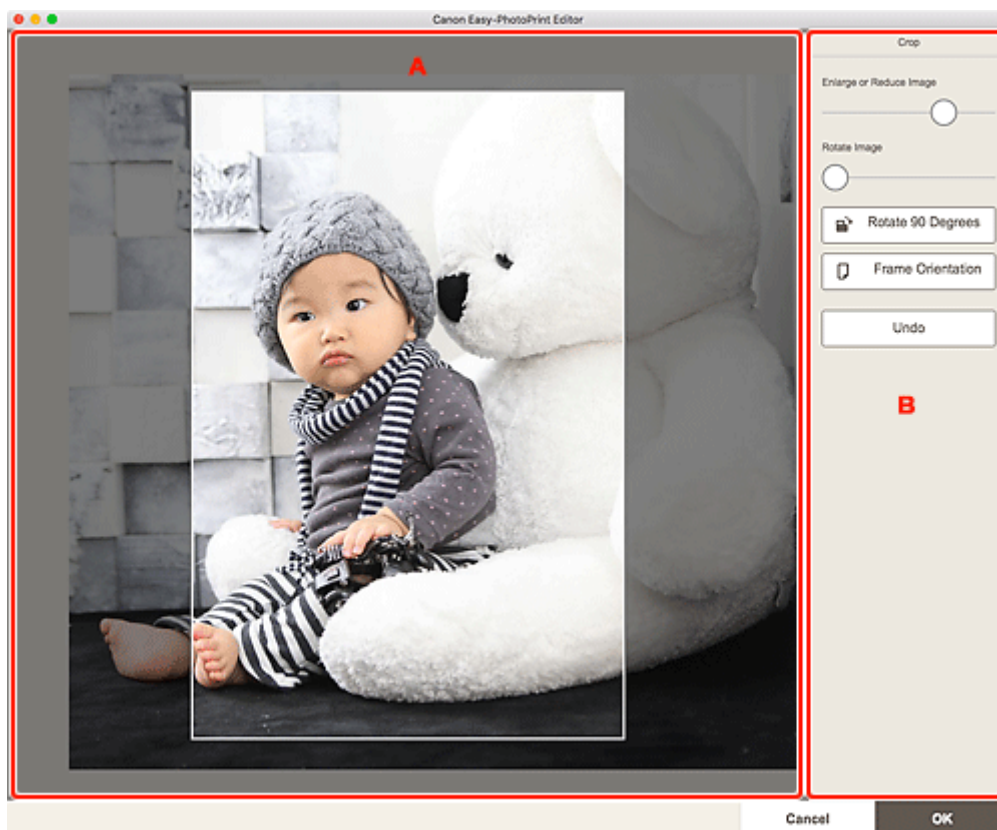 Canon Easy-PhotoPrint Editor
A
Crop
Enlarge or Reduce Image
Rotate Image
Rotate 90 Degrees
Frame Orientation
Undo
B
Cancel
OK